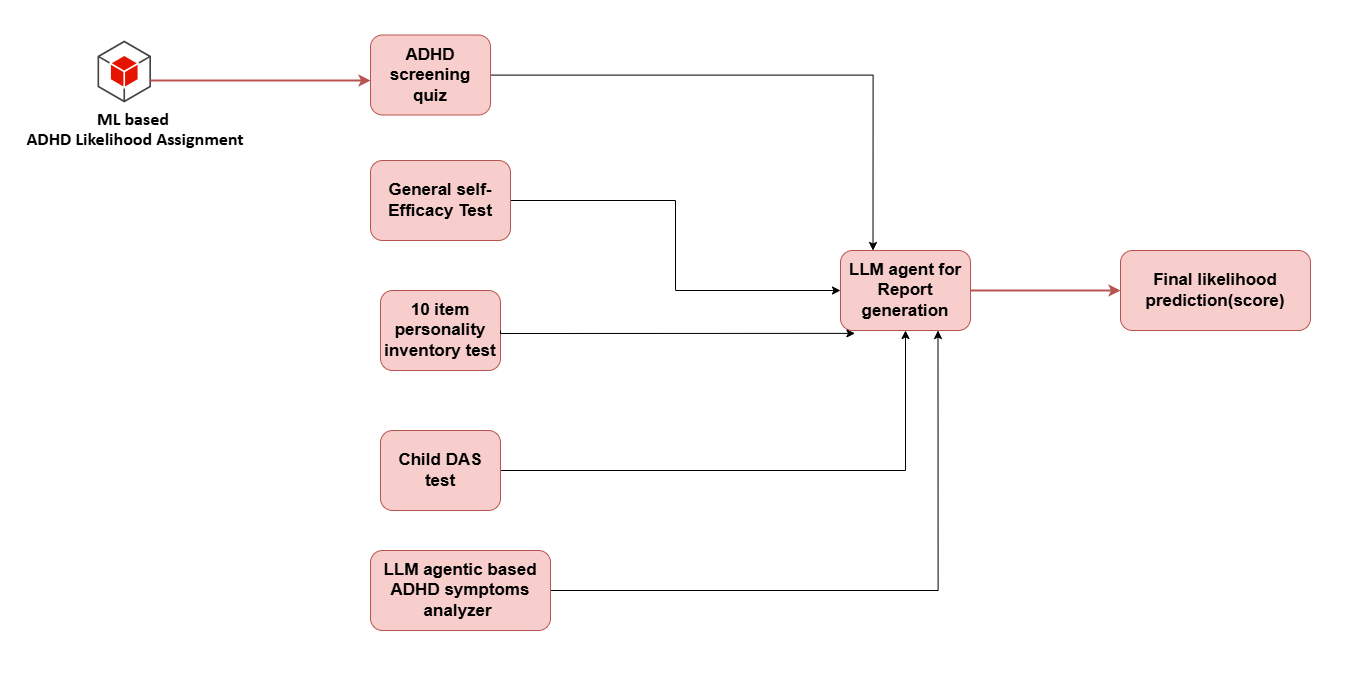 ML based
ADHD Likelihood Assignment
ADHD
screening
quiz
General self-
Efficacy Test
10 item
personality
inventory test
Child DAS
test
LLM agentic based
ADHD symptoms
analyzer
LLM agent for
Report
generation
Final likelihood
prediction(score)